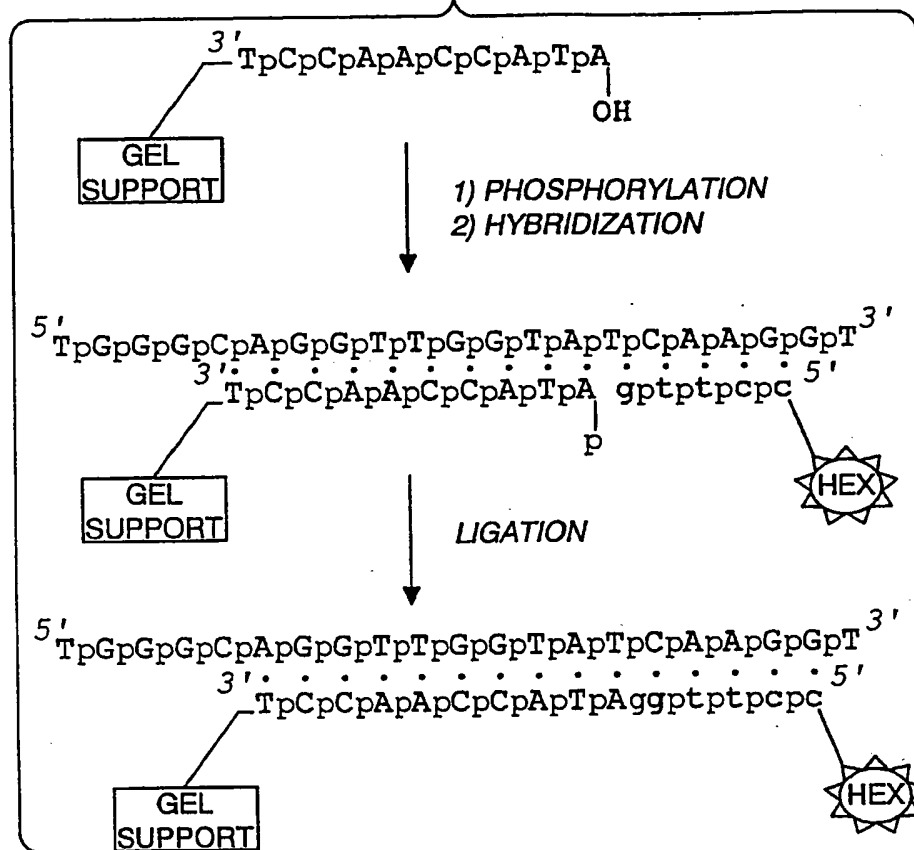 3' TpCpCpApApCpCpApTpA
OH
GEL
SUPPORT
1) PHOSPHORYLATION
2) HYBRIDIZATION
5' TpGpGpGpCpApGpGpTpTpGpGpTpApTpCpApApGpGpT 3'
3' TpCpCpApApCpCpApTpA gptptpcpc 5'
p
GEL
SUPPORT
HEX
LIGATION
5' TpGpGpGpCpApGpGpTpTpGpGpTpApTpCpApApGpGpT 3'
3' TpCpCpApApCpCpApTpAggptptpcpc 5'
GEL
SUPPORT
HEX